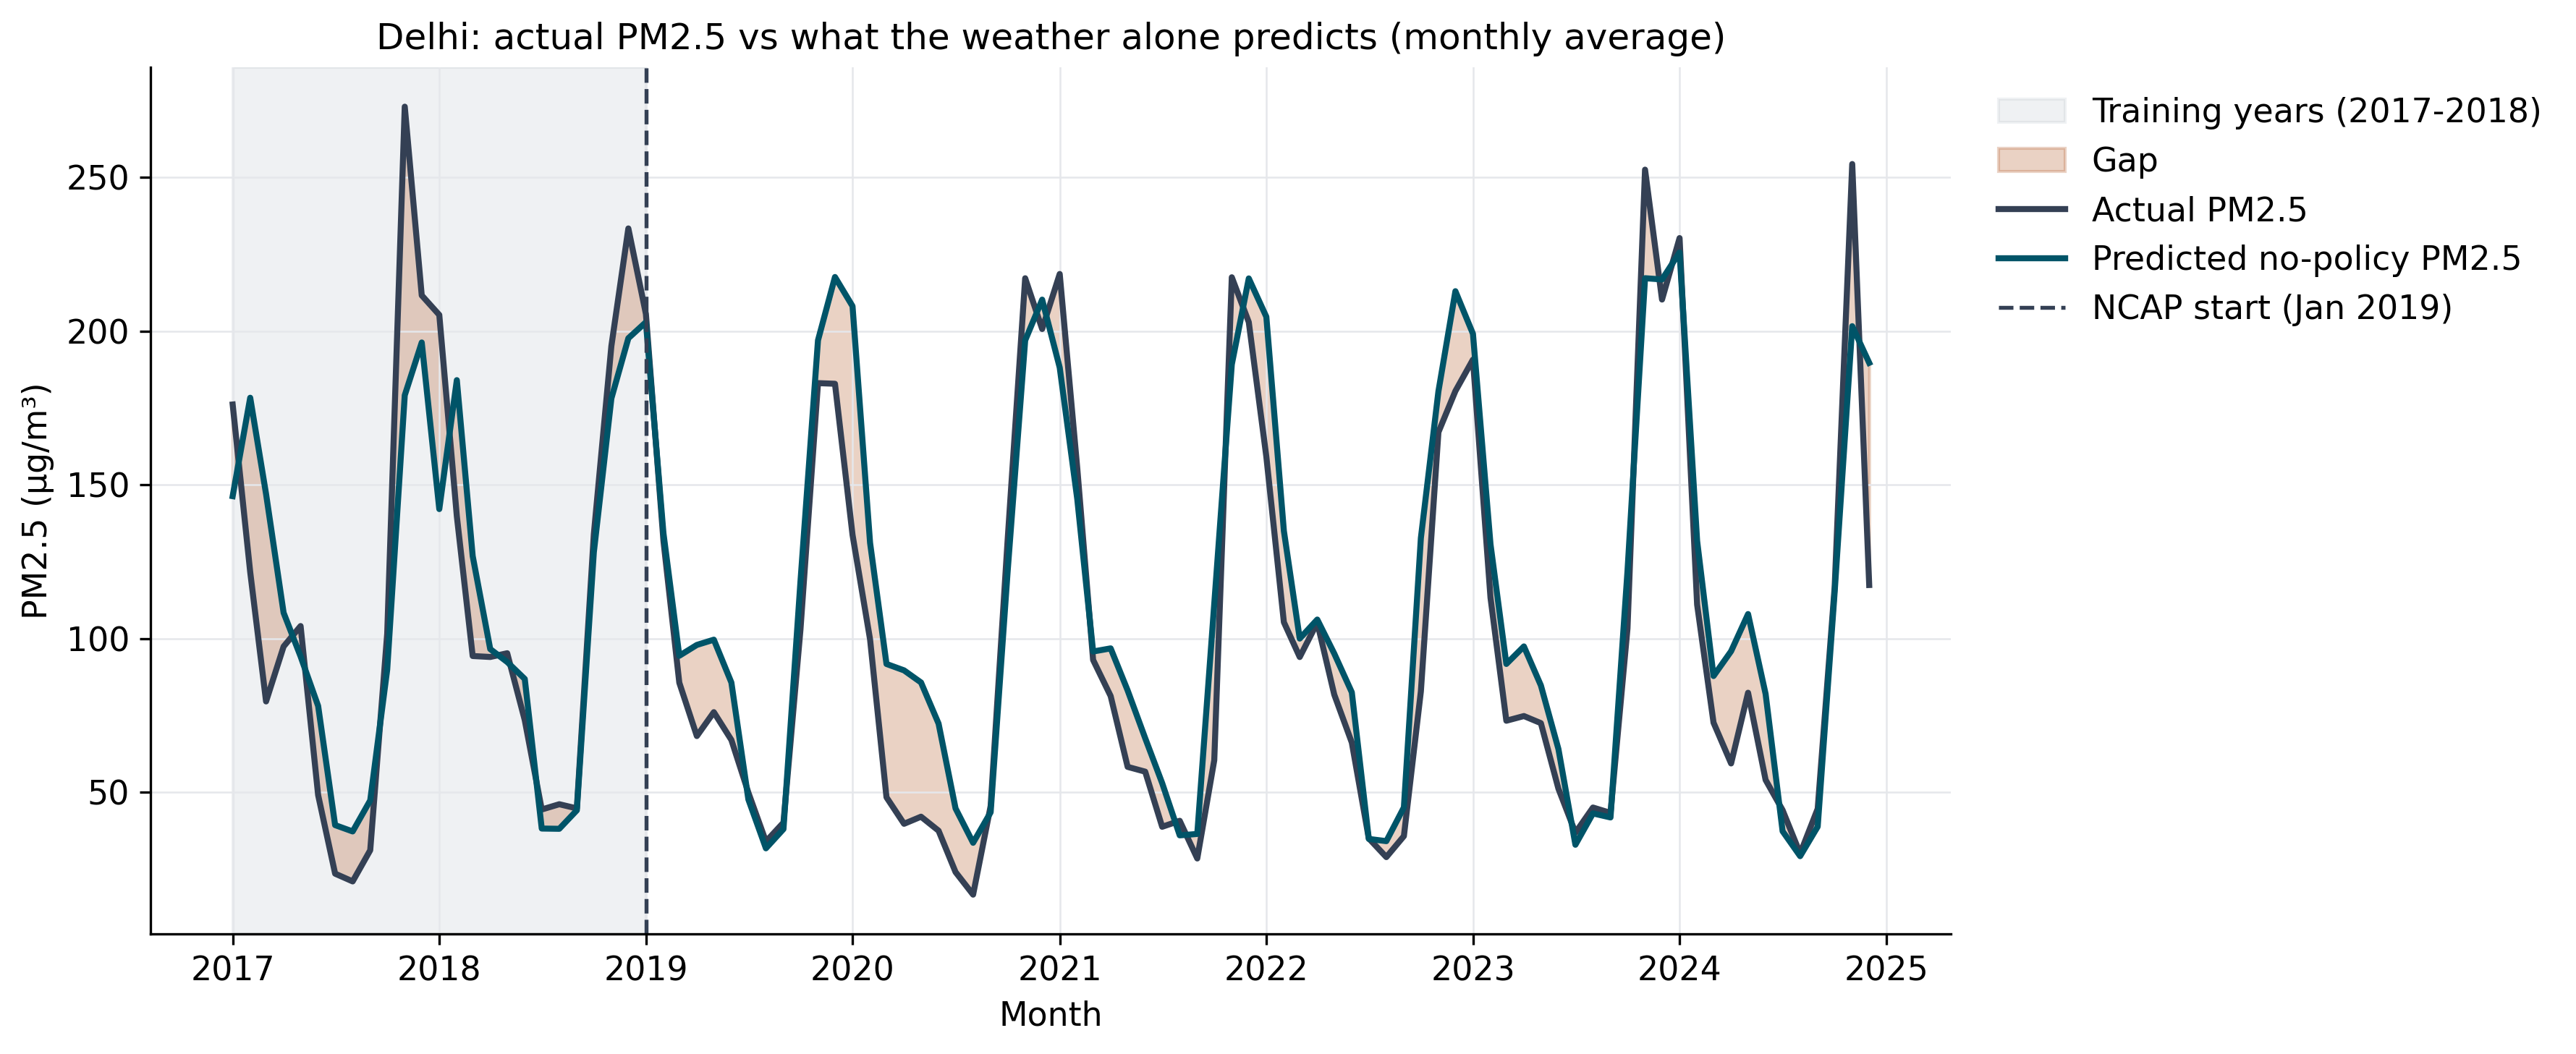 Delhi: actual PM2.5 vs what the weather alone predicts (monthly average)
Training years (2017-2018)
Gap
Actual PM2.5
Predicted no-policy PM2.5
NCAP start (Jan 2019)
PM2.5 (µg/m³)
250
200
150
100
50
2017 2018 2019 2020 2021 2022 2023 2024 2025
Month